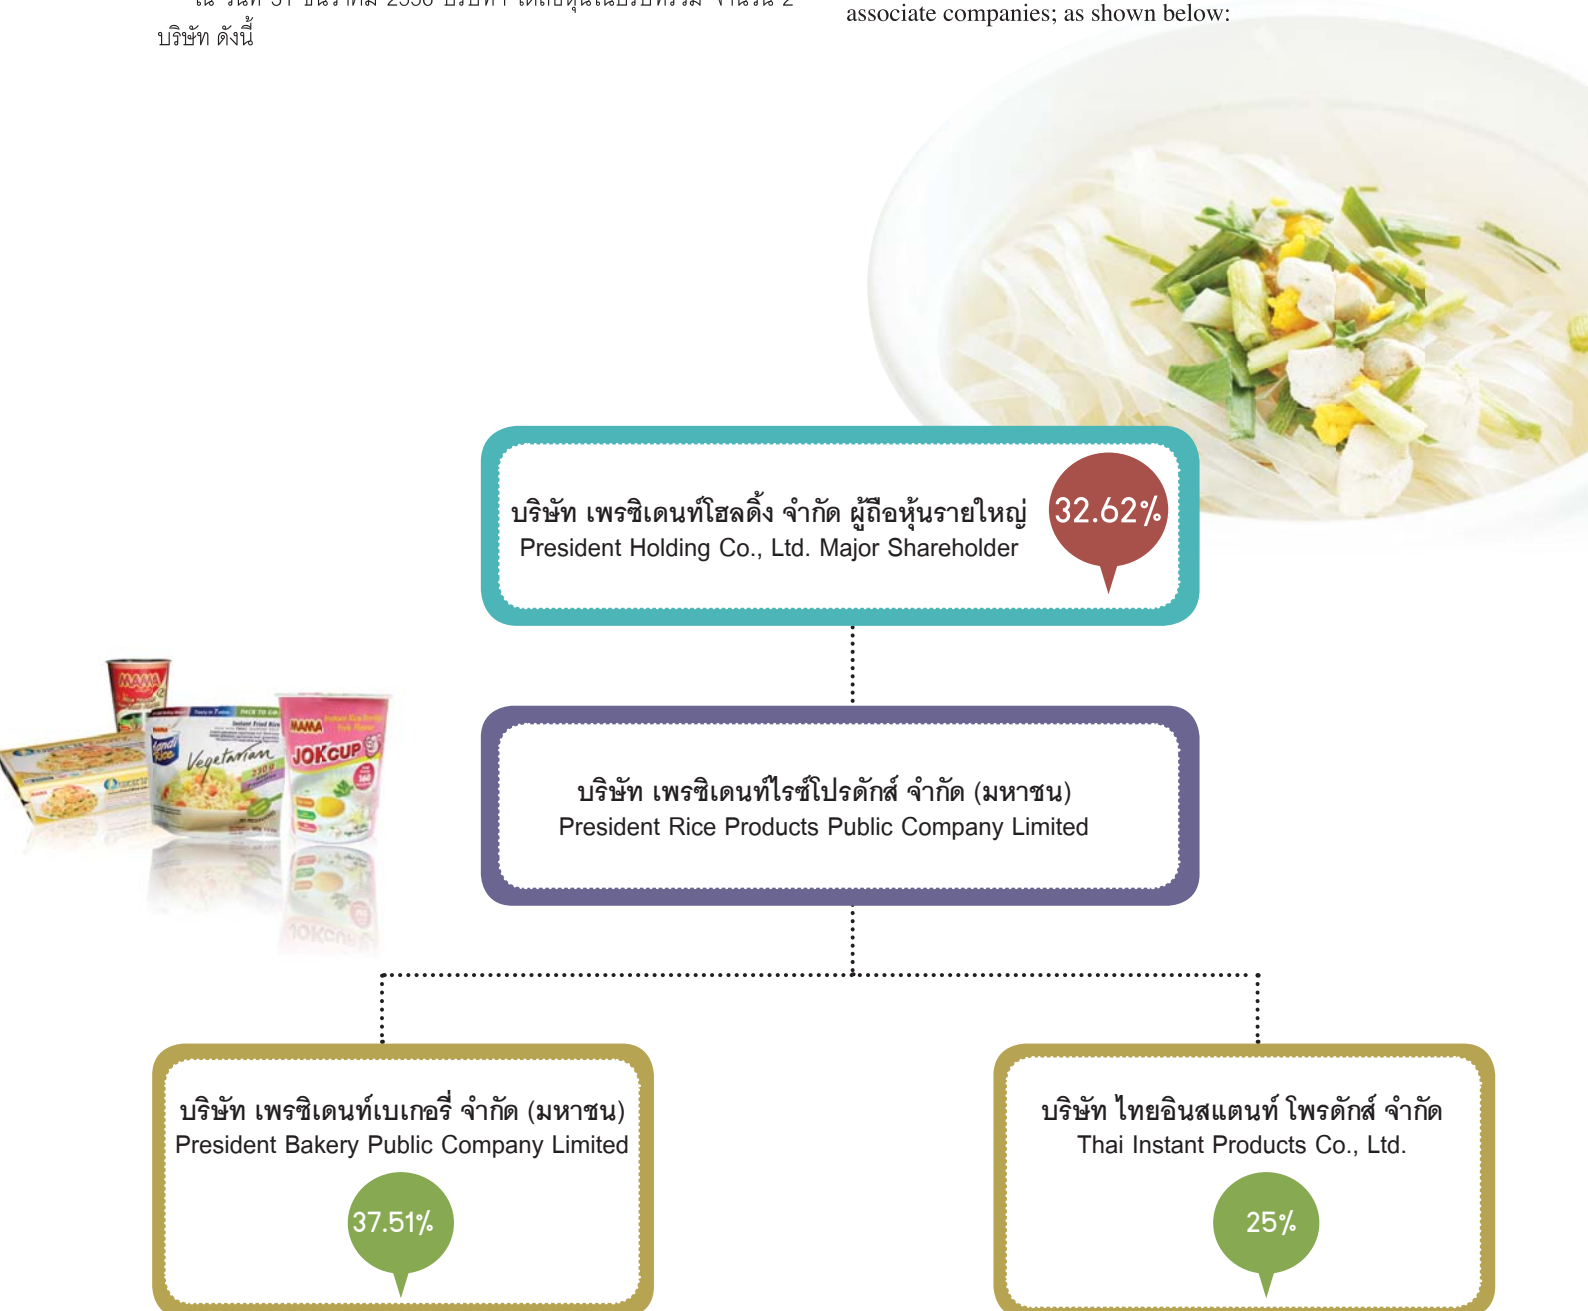 บริษัท ดังนี้
associate companies; as shown below:
บริษัท เพรซิเดนท์โฮลดิ้ง จำกัด ผู้ถือหุ้นรายใหญ่
President Holding Co., Ltd. Major Shareholder
32.62%
MAMA
MAMA
JOKCUP
Vegetarian
บริษัท เพรซิเดนท์ไรซ์โปรดักส์ จำกัด (มหาชน)
President Rice Products Public Company Limited
บริษัท เพรซิเดนท์เบเกอรี่ จำกัด (มหาชน)
President Bakery Public Company Limited
37.51%
บริษัท ไทยอินสแตนท์ โพรดักส์ จำกัด
Thai Instant Products Co., Ltd.
25%